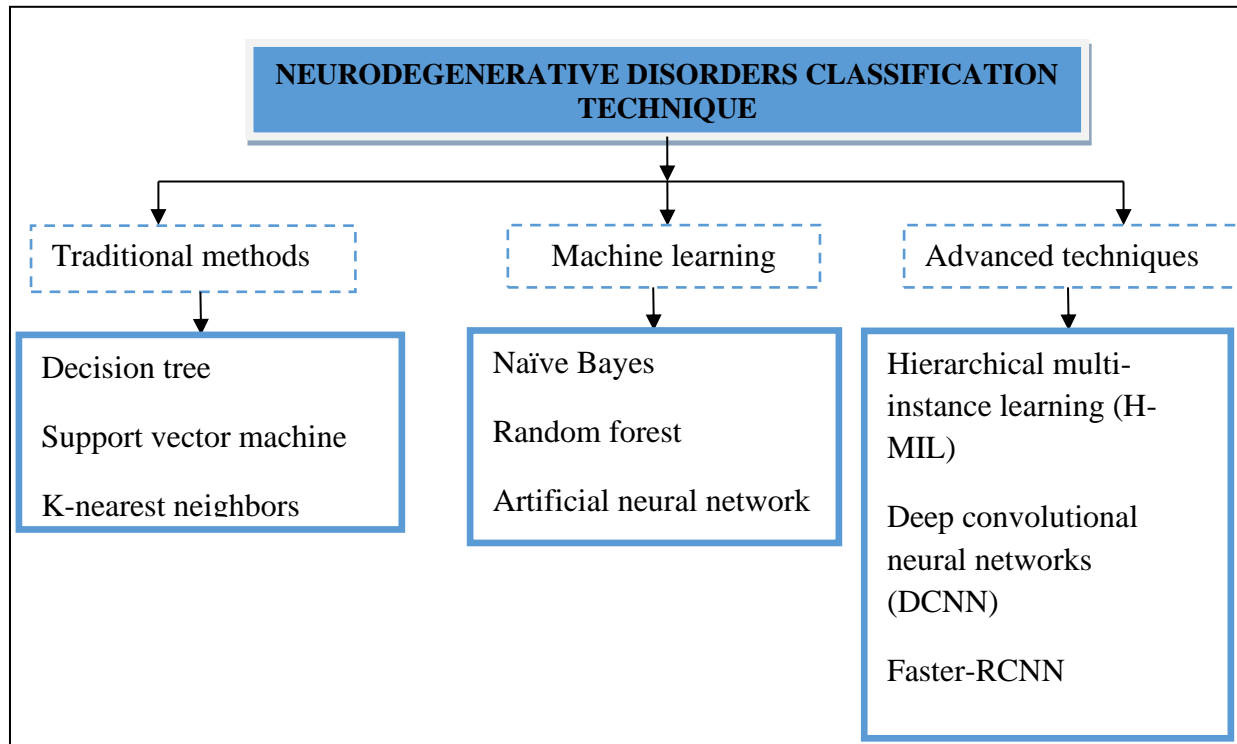 NEURODEGENERATIVE DISORDERS CLASSIFICATION
TECHNIQUE
Traditional methods
Machine learning
Advanced techniques
Decision tree
Support vector machine
K-nearest neighbors
Naïve Bayes
Random forest
Artificial neural network
Hierarchical multi-
instance learning (H-
MIL)
Deep convolutional
neural networks
(DCNN)
Faster-RCNN